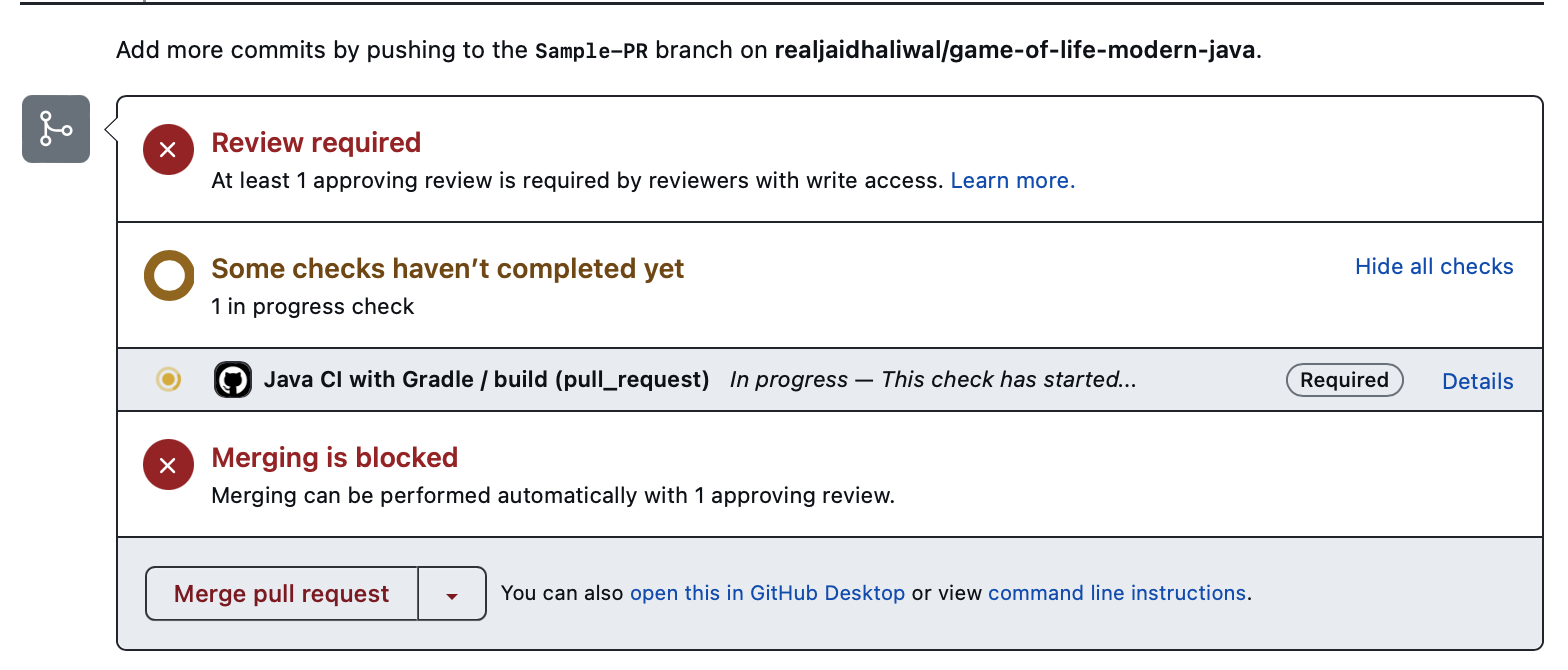 Add more commits by pushing to the Sample-PR branch on realjaidhaliwal/game-of-life-modern-java.
Review required
At least 1 approving review is required by reviewers with write access. Learn more.
Some checks haven’t completed yet
Hide all checks
1 in progress check
Java CI with Gradle / build (pull_request) In progress — This check has started... Required Details
Merging is blocked
Merging can be performed automatically with 1 approving review.
Merge pull request You can also open this in GitHub Desktop or view command line instructions.